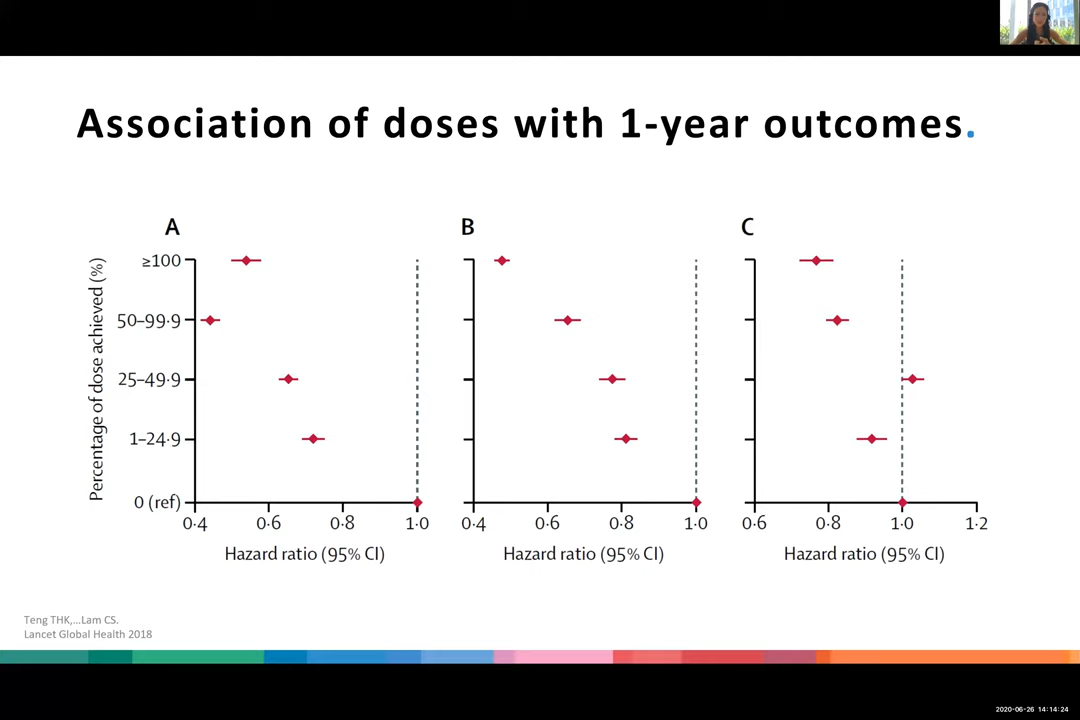 Association of doses with 1-year outcomes.
A
B
C
Percentage of dose achieved (%)
≥100
50–99·9
25–49·9
1–24·9
0 (ref)
0·4 0·6 0·8 1·0
0·4 0·6 0·8 1·0
0·6 0·8 1·0 1·2
Hazard ratio (95% CI)
Hazard ratio (95% CI)
Hazard ratio (95% CI)
Teng THK,...Lam CS.
Lancet Global Health 2018
2020-06-26 14:14:24